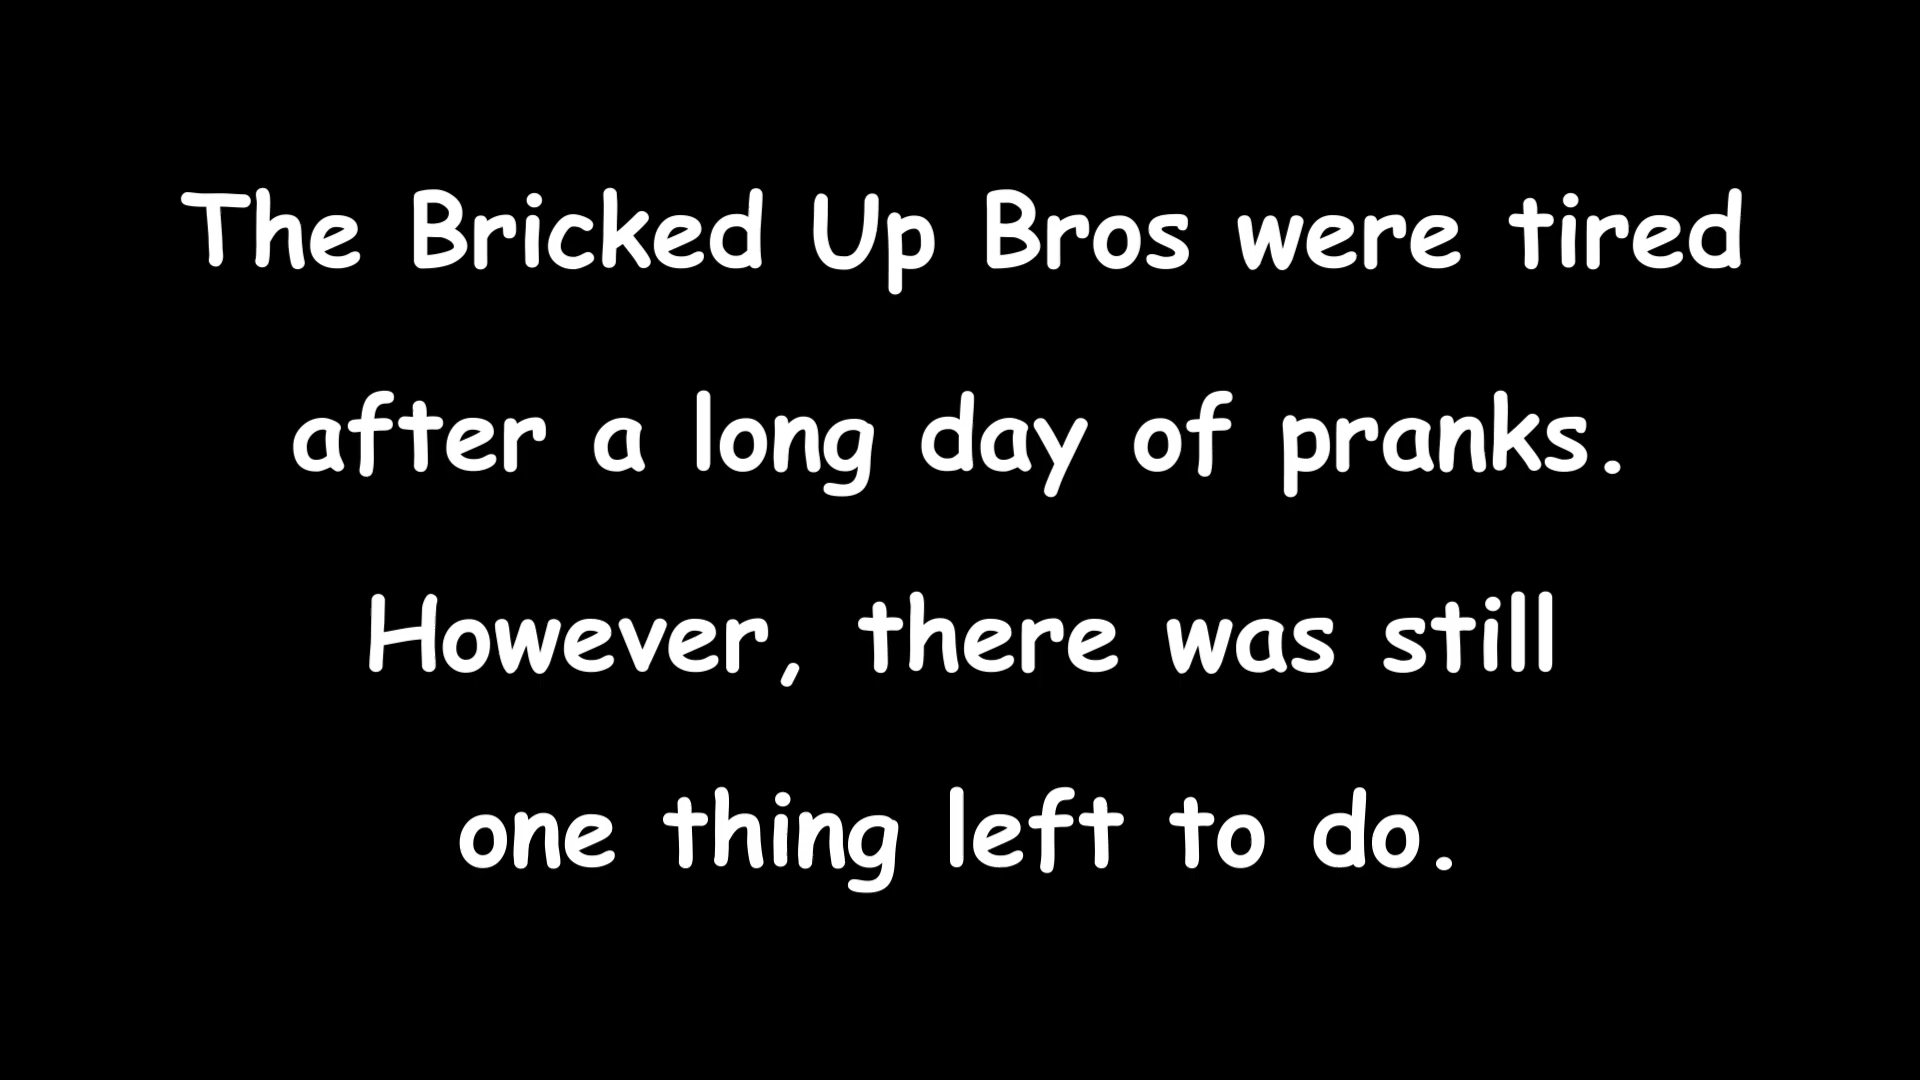 The Bricked Up Bros were tired
after a long day of pranks.
However, there was still
one thing left to do.